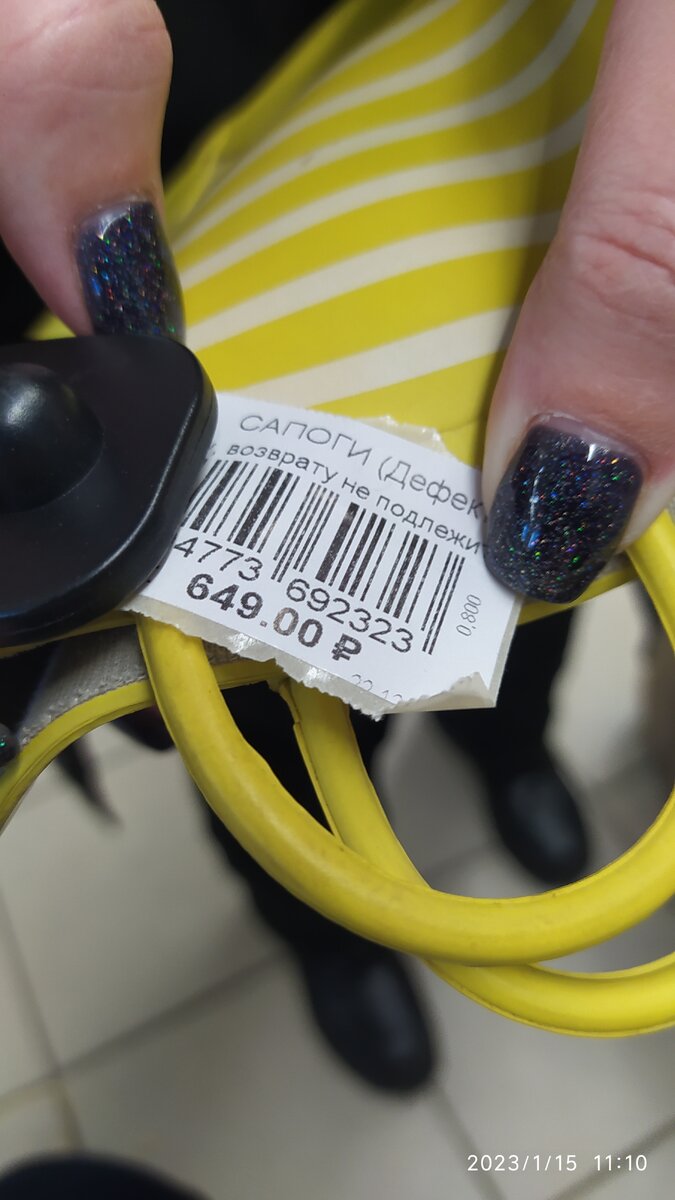 САПОГИ (Дефек
возврату не подлежи
4773 692323
649.00 ₽
0,800
2023/1/15 11:10